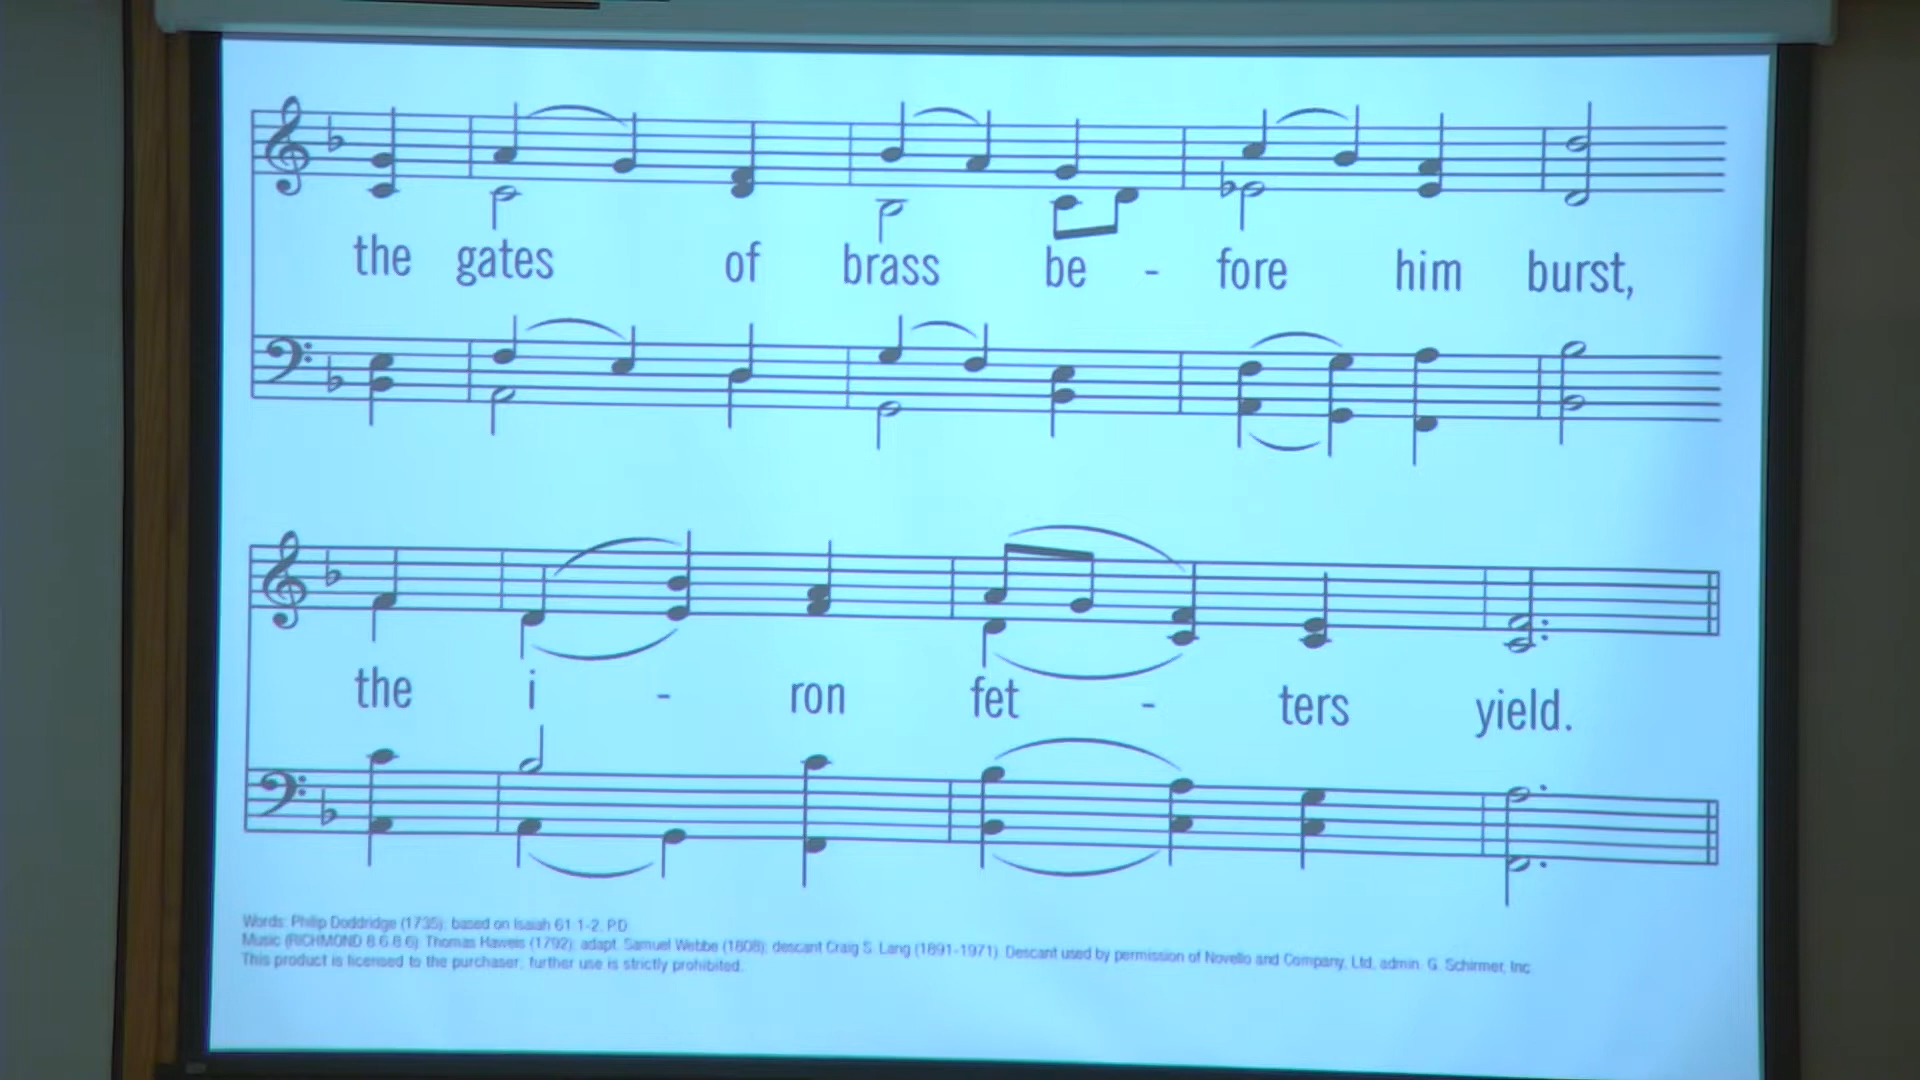 the gates of brass be - fore him burst,
the i - ron fet - ters yield.
Words: Philip Doddridge (1735); based on Isaiah 61:1-2, P.D.
Music (RICHMOND 8.6.8.6): Thomas Haweis (1792); adapt. Samuel Webbe (1808); descant Craig S. Lang (1891-1971). Descant used by permission of Novello and Company, Ltd, admin. G. Schirmer, Inc.
This product is licensed to the purchaser; further use is strictly prohibited.